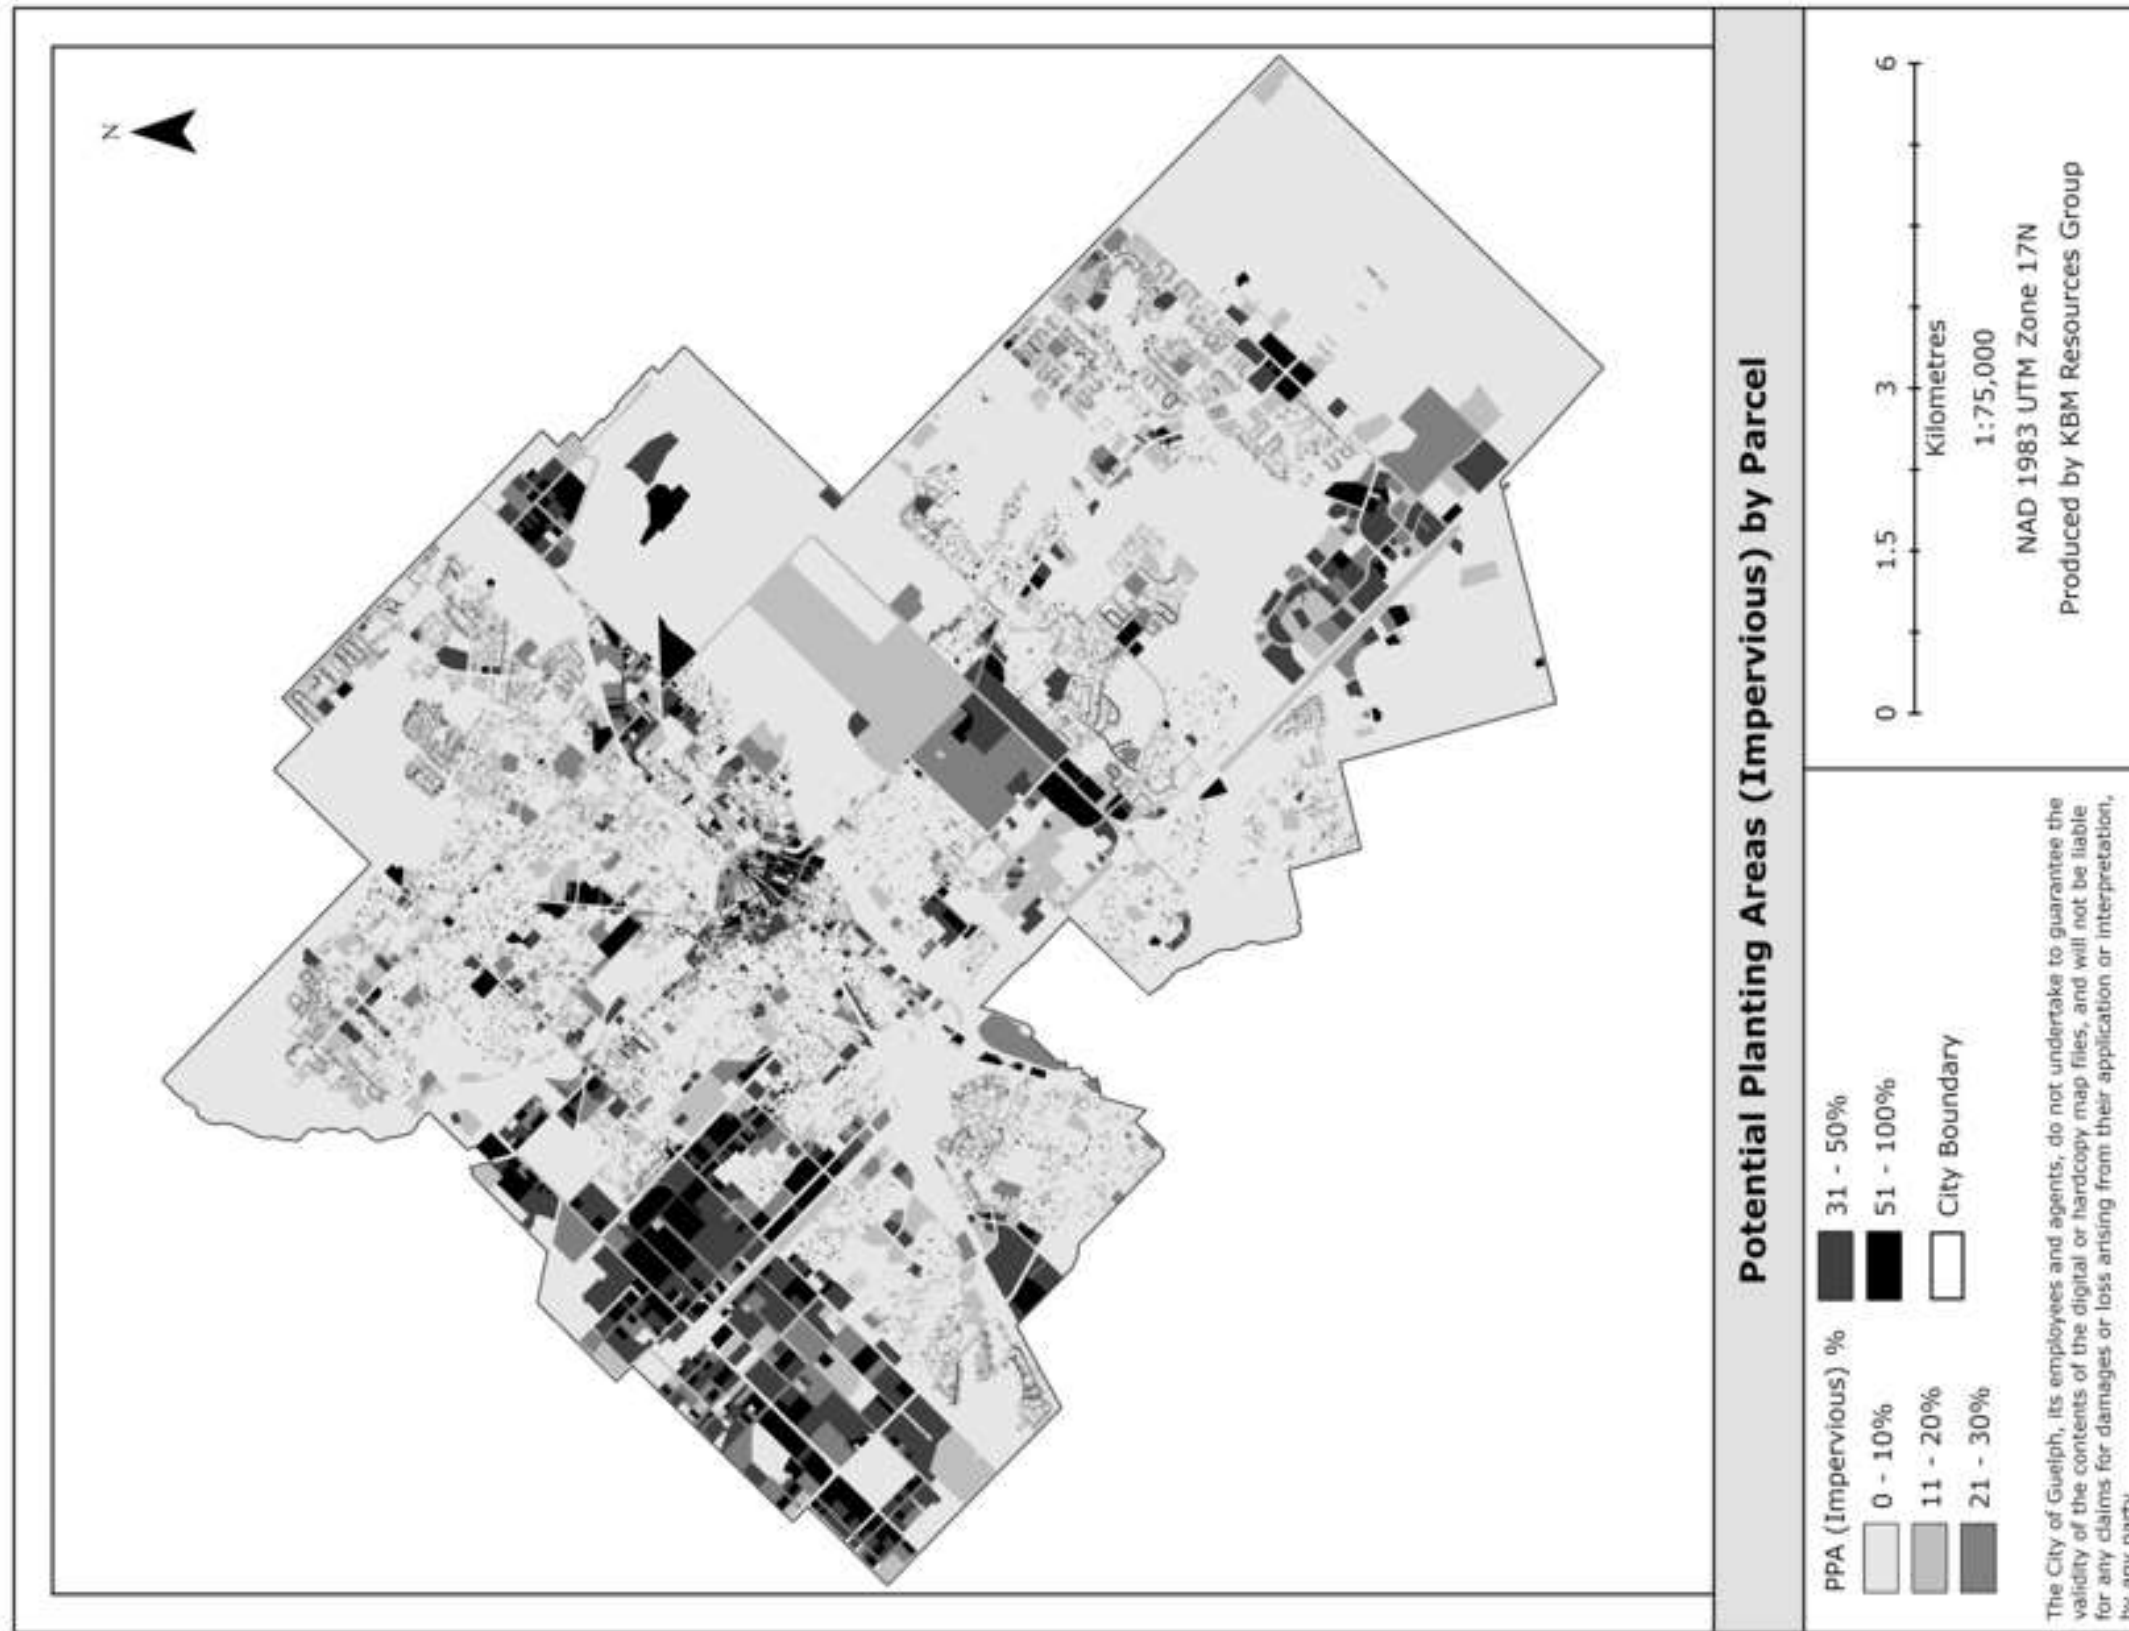 N
Potential Planting Areas (Impervious) by Parcel
PPA (Impervious) %
0 - 10%
11 - 20%
21 - 30%
31 - 50%
51 - 100%
City Boundary
The City of Guelph, its employees and agents, do not undertake to guarantee the
validity of the contents of the digital or hardcopy map files, and will not be liable
for any claims for damages or loss arising from their application or interpretation,
by any party.
0 1.5 3 6
Kilometres
1:75,000
NAD 1983 UTM Zone 17N
Produced by KBM Resources Group